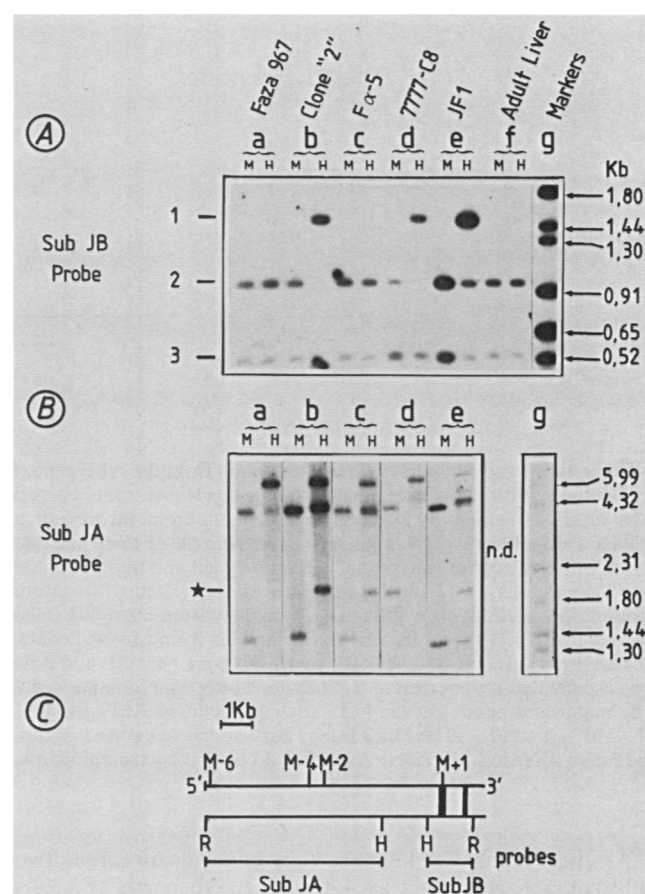 Faza 967 Clone "2" Fα-5 7777-C8 JF1 Adult Liver Markers
A a b c d e f g
M H M H M H M H M H M H Kb
1,80
1 1,44
1,30
Sub JB
Probe
2 0,91
0,65
3 0,52
B a b c d e g
M H M H M H M H M H
5,99
4,32
Sub JA
Probe
n.d. 2,31
★ 1,80
1,44
1,30
C 1Kb
M-6 M-4 M-2 M+1
5' 3'
R H H R probes
Sub JA SubJB